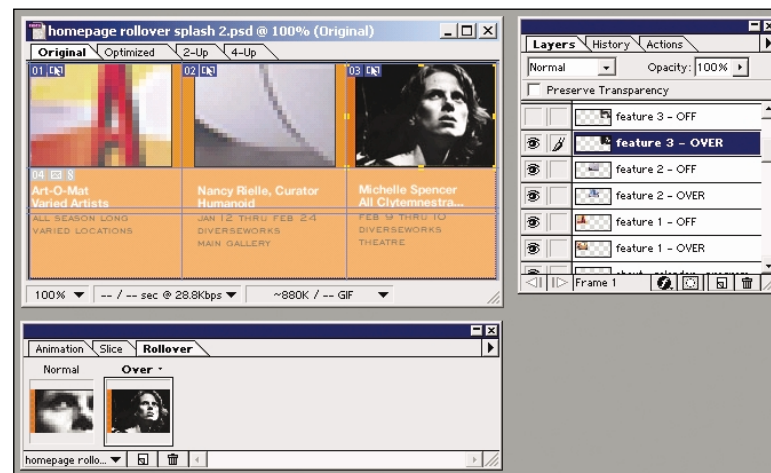 homepage rollover splash 2.psd @ 100% (Original)
Original Optimized 2-Up 4-Up
01
02
03
04 8
Art-O-Mat
Varied Artists
ALL SEASON LONG
VARIED LOCATIONS
Nancy Rielle, Curator
Humanoid
JAN 12 THRU FEB 24
DIVERSEWORKS
MAIN GALLERY
Michelle Spencer
All Clytemnestra...
FEB 9 THRU 10
DIVERSEWORKS
THEATRE
100% -- / -- sec @ 28.8Kbps ~880K / -- GIF
Layers History Actions
Normal Opacity: 100%
Preserve Transparency
feature 3 - OFF
feature 3 - OVER
feature 2 - OFF
feature 2 - OVER
feature 1 - OFF
feature 1 - OVER
Frame 1
Animation Slice Rollover
Normal Over
homepage rollo...